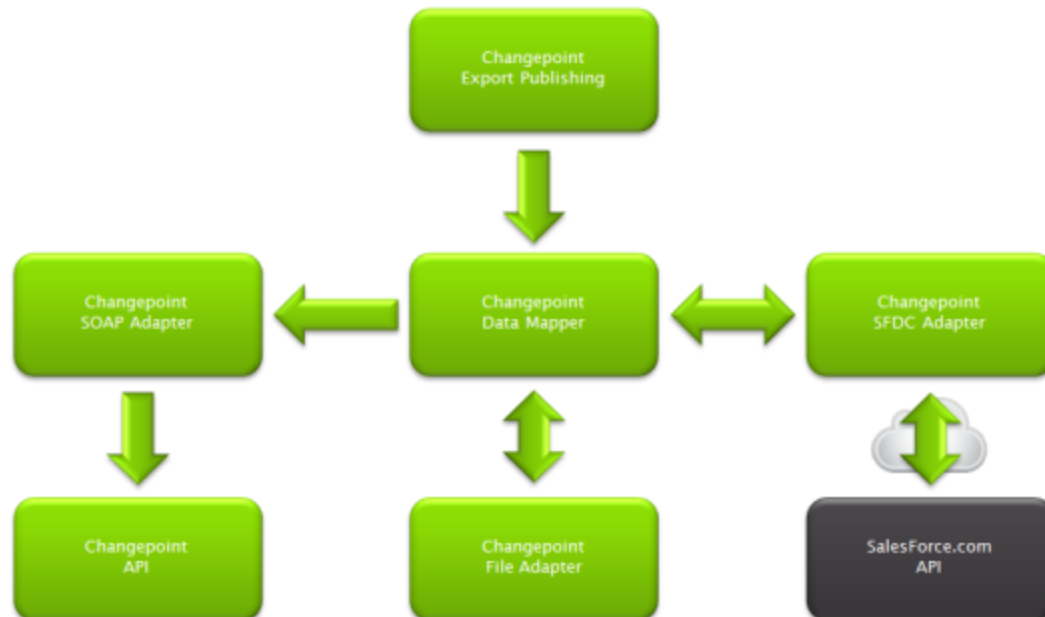 Changepoint
Export Publishing
Changepoint
SOAP Adapter
Changepoint
Data Mapper
Changepoint
SFDC Adapter
Changepoint
API
Changepoint
File Adapter
SalesForce.com
API